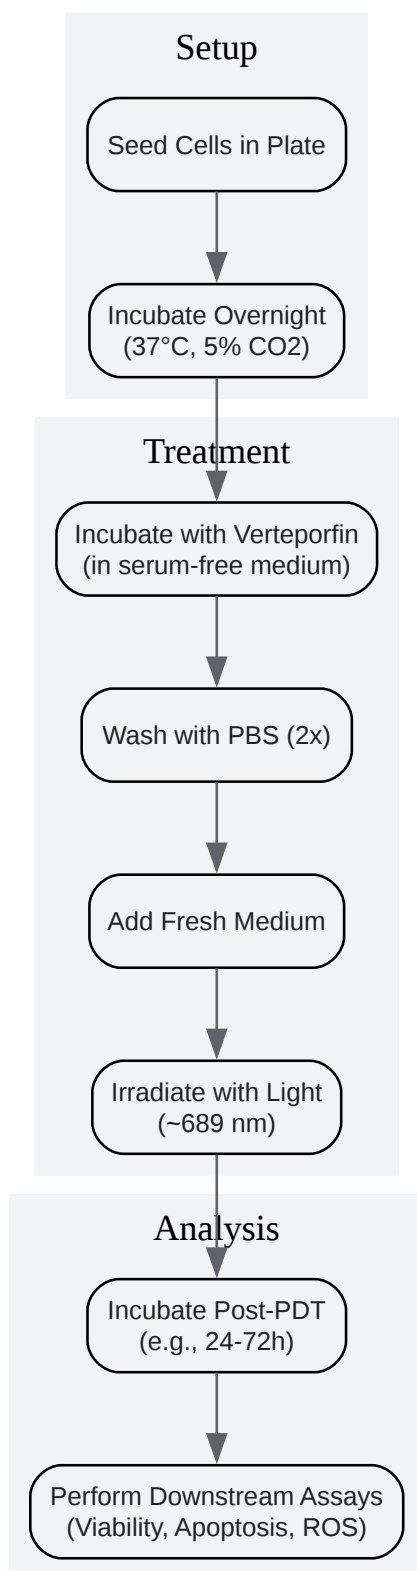 Setup
Seed Cells in Plate
Incubate Overnight
(37°C, 5% CO2)
Treatment
Incubate with Verteporfin
(in serum-free medium)
Wash with PBS (2x)
Add Fresh Medium
Irradiate with Light
(~689 nm)
Analysis
Incubate Post-PDT
(e.g., 24-72h)
Perform Downstream Assays
(Viability, Apoptosis, ROS)